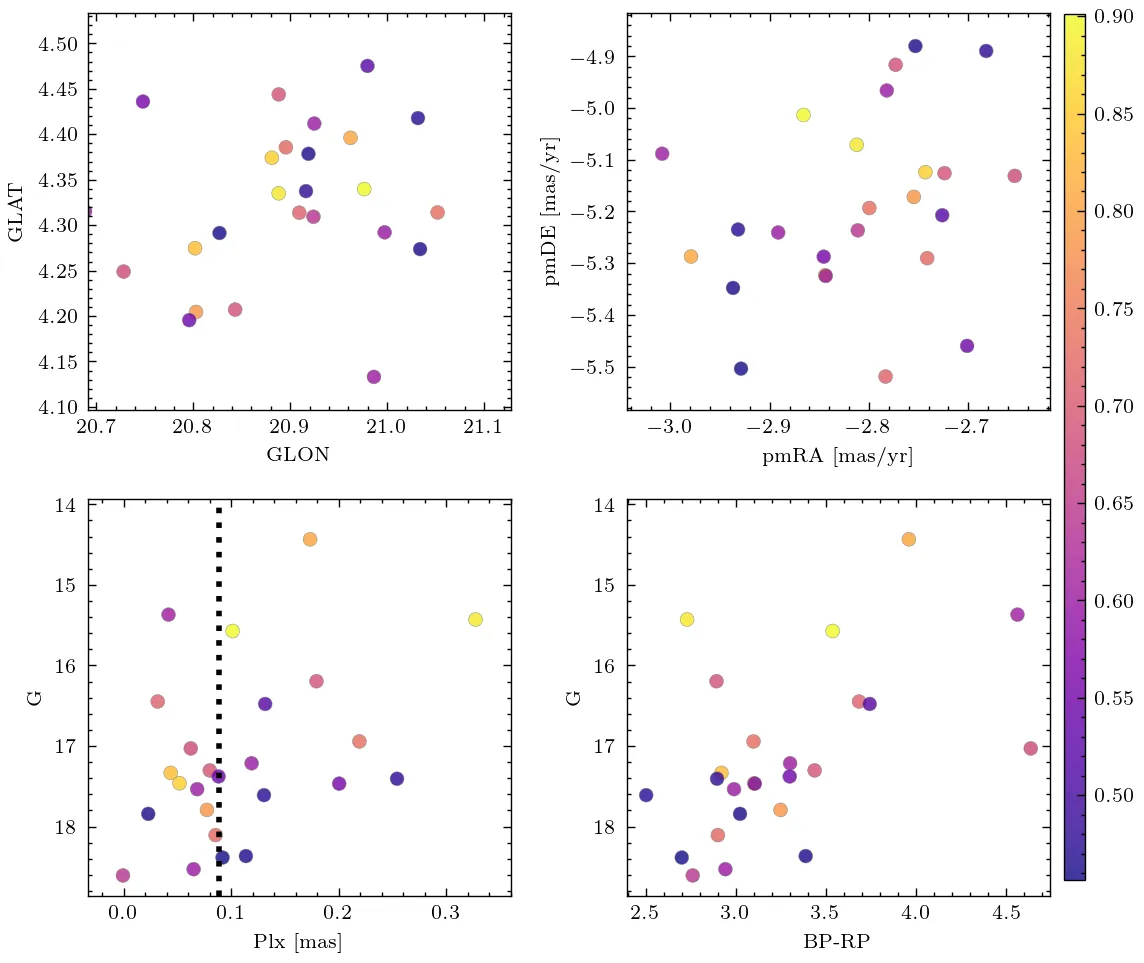 4.50
4.45
4.40
4.35
4.30
4.25
4.20
4.15
4.10
GLAT
20.7 20.8 20.9 21.0 21.1
GLON
−4.9
−5.0
−5.1
−5.2
−5.3
−5.4
−5.5
pmDE [mas/yr]
−3.0 −2.9 −2.8 −2.7
pmRA [mas/yr]
14
15
16
17
18
G
0.0 0.1 0.2 0.3
Plx [mas]
14
15
16
17
18
G
2.5 3.0 3.5 4.0 4.5
BP-RP
0.90
0.85
0.80
0.75
0.70
0.65
0.60
0.55
0.50